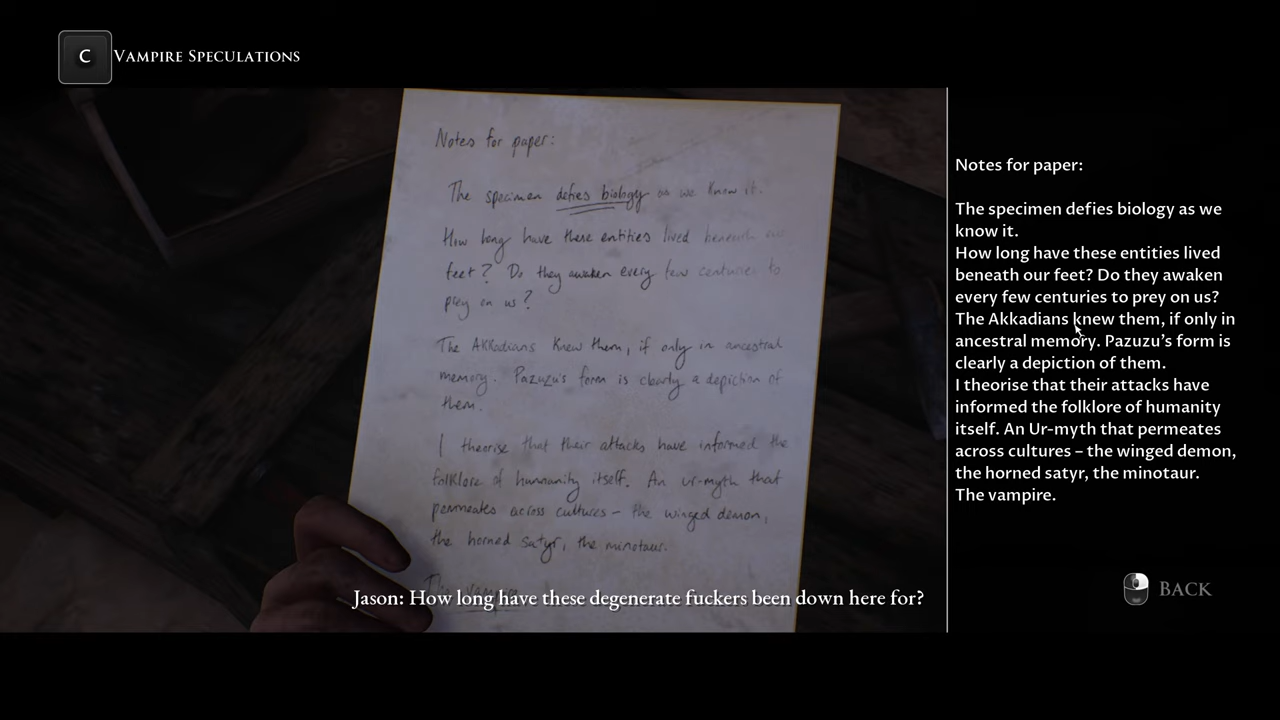 C
VAMPIRE SPECULATIONS
Notes for paper:
The specimen defies biology as we know it.
How long have these entities lived beneath our
feet? Do they awaken every few centuries to
prey on us?
The Akkadians knew them, if only in ancestral
memory. Pazuzu's form is clearly a depiction of
them.
I theorise that their attacks have informed the
folklore of humanity itself. An ur-myth that
permeates across cultures – the winged demon,
the horned satyr, the minotaur.
The vampire
Jason: How long have these degenerate fuckers been down here for?
Notes for paper:
The specimen defies biology as we
know it.
How long have these entities lived
beneath our feet? Do they awaken
every few centuries to prey on us?
The Akkadians knew them, if only in
ancestral memory. Pazuzu's form is
clearly a depiction of them.
I theorise that their attacks have
informed the folklore of humanity
itself. An Ur-myth that permeates
across cultures – the winged demon,
the horned satyr, the minotaur.
The vampire.
BACK